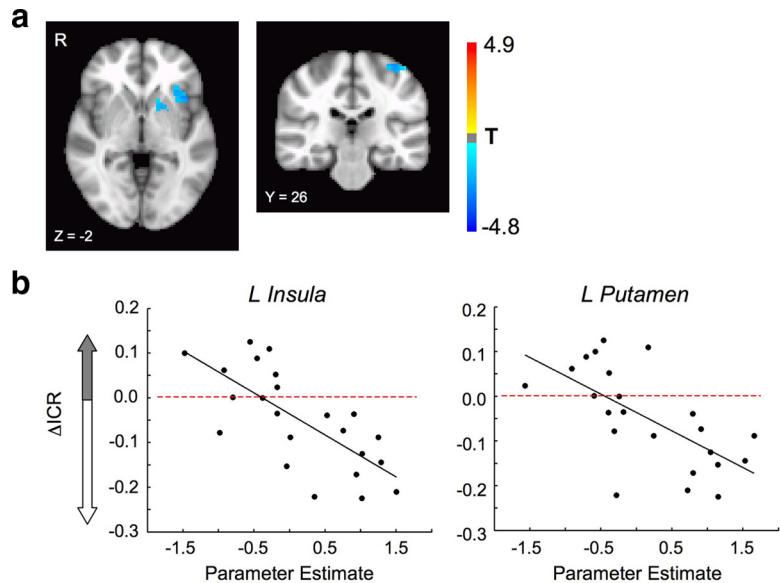 a
R
Z = -2
Y = 26
4.9
T
-4.8
b
L Insula
L Putamen
ΔICR
0.2
0.1
0.0
-0.1
-0.2
-0.3
-1.5 -0.5 0.5 1.5
Parameter Estimate
0.2
0.1
0.0
-0.1
-0.2
-0.3
-1.5 -0.5 0.5 1.5
Parameter Estimate